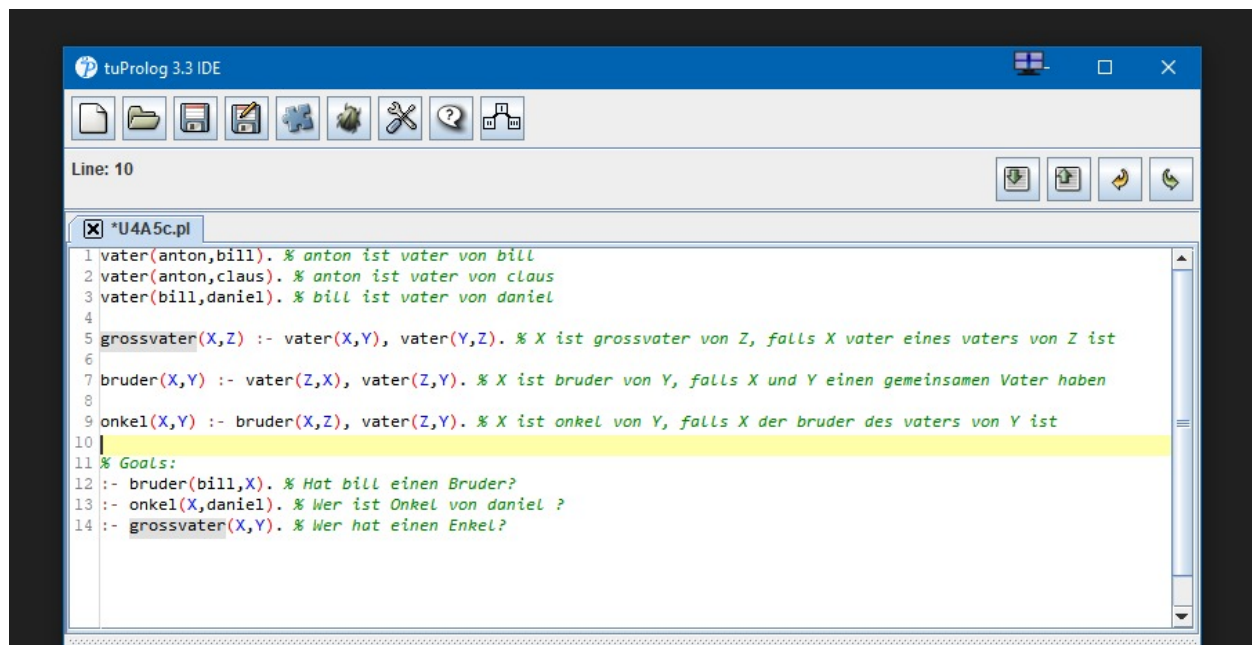 tuProlog 3.3 IDE
Line: 10
*U4A5c.pl
1 vater(anton,bill). % anton ist vater von bill
2 vater(anton,claus). % anton ist vater von claus
3 vater(bill,daniel). % bill ist vater von daniel
4
5 grossvater(X,Z) :- vater(X,Y), vater(Y,Z). % X ist grossvater von Z, falls X vater eines vaters von Z ist
6
7 bruder(X,Y) :- vater(Z,X), vater(Z,Y). % X ist bruder von Y, falls X und Y einen gemeinsamen Vater haben
8
9 onkel(X,Y) :- bruder(X,Z), vater(Z,Y). % X ist onkel von Y, falls X der bruder des vaters von Y ist
10
11 % Goals:
12 :- bruder(bill,X). % Hat bill einen Bruder?
13 :- onkel(X,daniel). % Wer ist Onkel von daniel ?
14 :- grossvater(X,Y). % Wer hat einen Enkel?